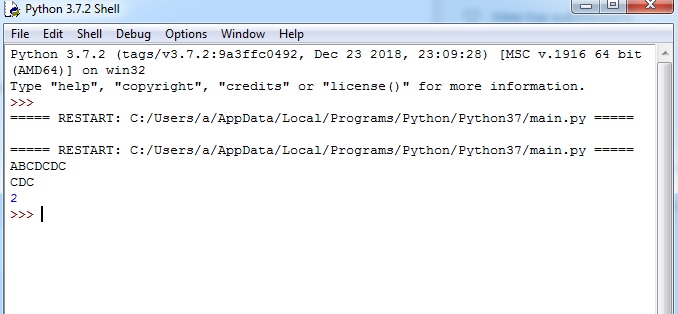 Python 3.7.2 Shell
File Edit Shell Debug Options Window Help
Python 3.7.2 (tags/v3.7.2:9a3ffc0492, Dec 23 2018, 23:09:28) [MSC v.1916 64 bit
(AMD64)] on win32
Type "help", "copyright", "credits" or "license()" for more information.
>>>
===== RESTART: C:/Users/a/AppData/Local/Programs/Python/Python37/main.py =====
===== RESTART: C:/Users/a/AppData/Local/Programs/Python/Python37/main.py =====
ABCDCDC
CDC
2
>>>